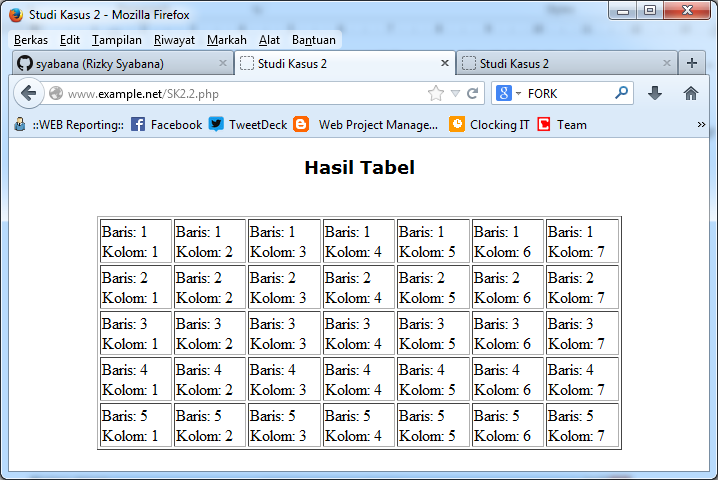 Studi Kasus 2 - Mozilla Firefox
Berkas Edit Tampilan Riwayat Markah Alat Bantuan
syabana (Rizky Syabana) Studi Kasus 2 Studi Kasus 2
www.example.net/SK2.2.php FORK
::WEB Reporting:: Facebook TweetDeck Web Project Manage... Clocking IT Team
Hasil Tabel
Baris: 1 Baris: 1 Baris: 1 Baris: 1 Baris: 1 Baris: 1 Baris: 1
Kolom: 1 Kolom: 2 Kolom: 3 Kolom: 4 Kolom: 5 Kolom: 6 Kolom: 7
Baris: 2 Baris: 2 Baris: 2 Baris: 2 Baris: 2 Baris: 2 Baris: 2
Kolom: 1 Kolom: 2 Kolom: 3 Kolom: 4 Kolom: 5 Kolom: 6 Kolom: 7
Baris: 3 Baris: 3 Baris: 3 Baris: 3 Baris: 3 Baris: 3 Baris: 3
Kolom: 1 Kolom: 2 Kolom: 3 Kolom: 4 Kolom: 5 Kolom: 6 Kolom: 7
Baris: 4 Baris: 4 Baris: 4 Baris: 4 Baris: 4 Baris: 4 Baris: 4
Kolom: 1 Kolom: 2 Kolom: 3 Kolom: 4 Kolom: 5 Kolom: 6 Kolom: 7
Baris: 5 Baris: 5 Baris: 5 Baris: 5 Baris: 5 Baris: 5 Baris: 5
Kolom: 1 Kolom: 2 Kolom: 3 Kolom: 4 Kolom: 5 Kolom: 6 Kolom: 7